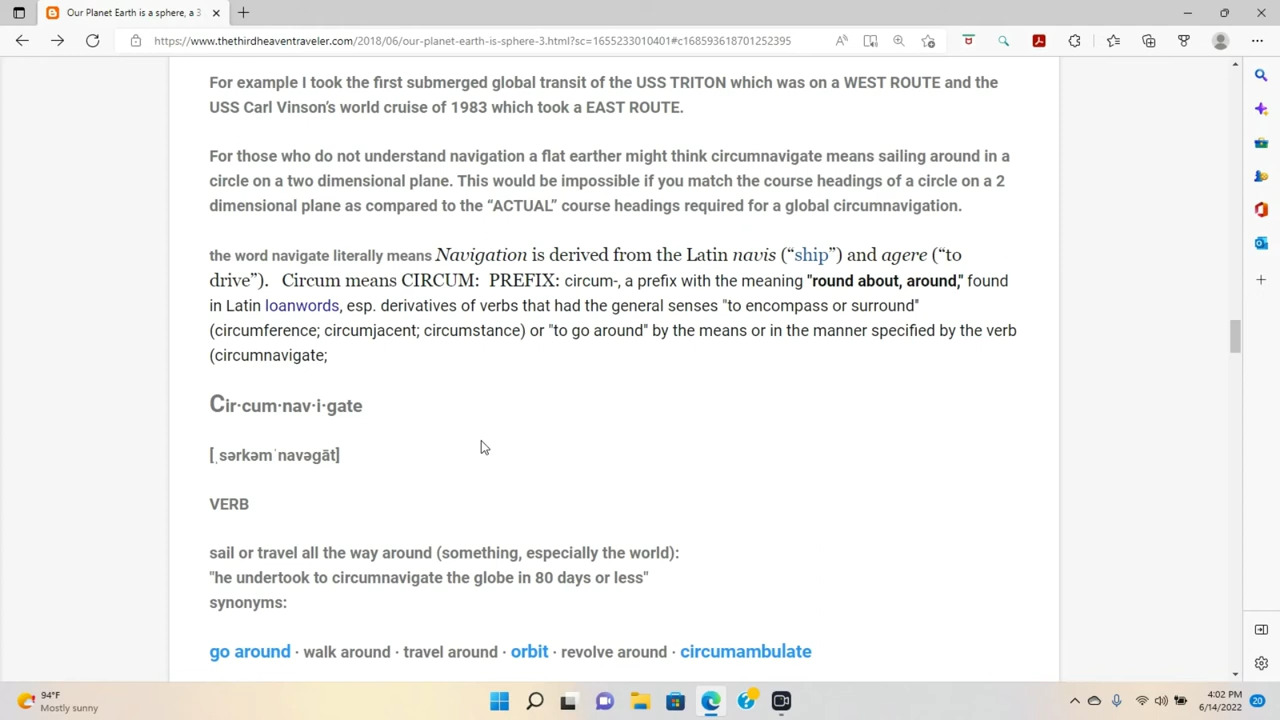 Our Planet Earth is a sphere, a 3
https://www.thethirdheaventraveler.com/2018/06/our-planet-earth-is-sphere-3.html?sc=1655233010401#c168593618701252395
For example I took the first submerged global transit of the USS TRITON which was on a WEST ROUTE and the
USS Carl Vinson's world cruise of 1983 which took a EAST ROUTE.
For those who do not understand navigation a flat earther might think circumnavigate means sailing around in a
circle on a two dimensional plane. This would be impossible if you match the course headings of a circle on a 2
dimensional plane as compared to the “ACTUAL” course headings required for a global circumnavigation.
the word navigate literally means Navigation is derived from the Latin navis (“ship”) and agere (“to
drive”).   Circum means CIRCUM:  PREFIX: circum-, a prefix with the meaning "round about, around," found
in Latin loanwords, esp. derivatives of verbs that had the general senses "to encompass or surround"
(circumference; circumjacent; circumstance) or "to go around" by the means or in the manner specified by the verb
(circumnavigate;
Cir·cum·nav·i·gate
[ˌsərkəmˈnavəɡāt]
VERB
sail or travel all the way around (something, especially the world):
"he undertook to circumnavigate the globe in 80 days or less"
synonyms:
go around · walk around · travel around · orbit · revolve around · circumambulate
94°F
Mostly sunny
4:02 PM
6/14/2022
20